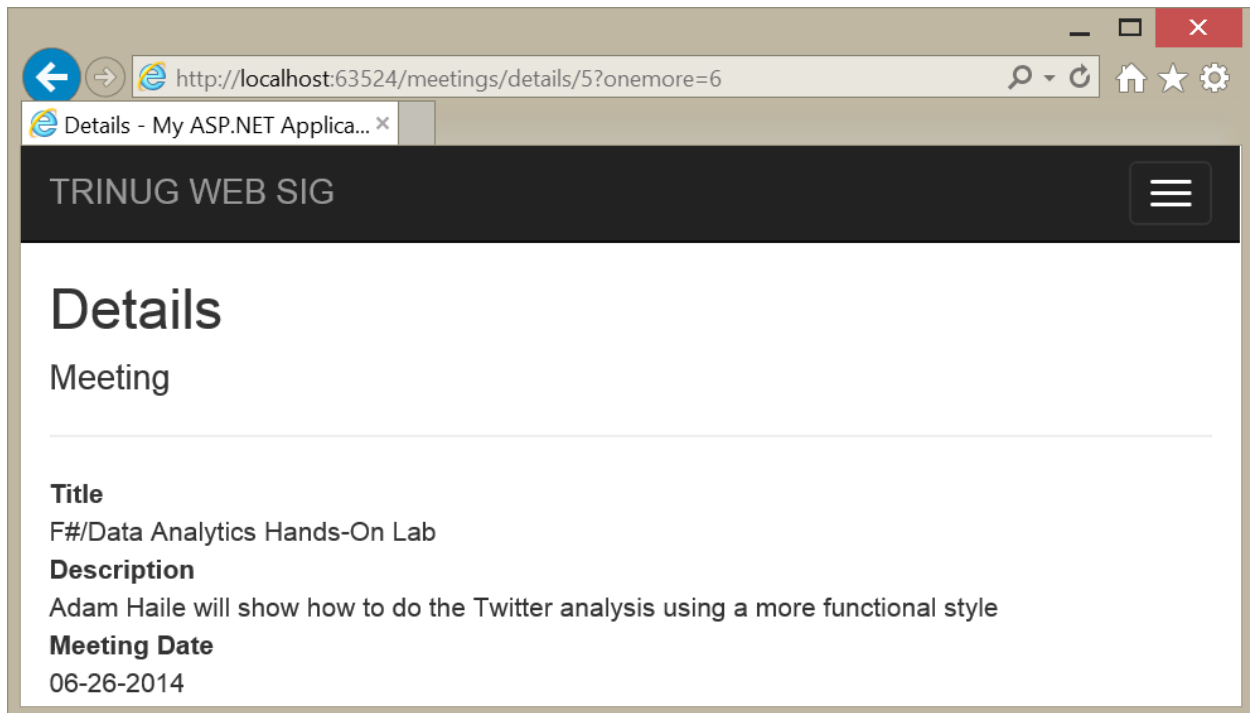 http://localhost:63524/meetings/details/5?onemore=6
Details - My ASP.NET Applica...
TRINUG WEB SIG
Details
Meeting
Title
F#/Data Analytics Hands-On Lab
Description
Adam Haile will show how to do the Twitter analysis using a more functional style
Meeting Date
06-26-2014